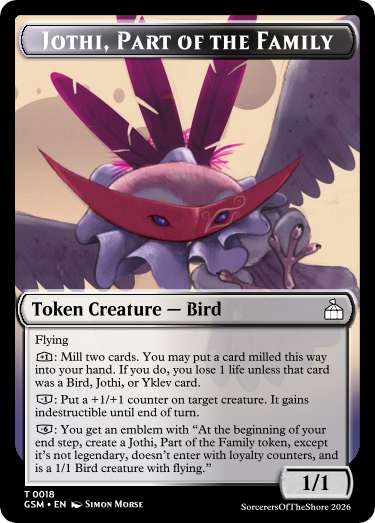 Jothi, Part of the Family
Token Creature — Bird
Flying
+1: Mill two cards. You may put a card milled this way
into your hand. If you do, you lose 1 life unless that card
was a Bird, Jothi, or Yklev card.
-1: Put a +1/+1 counter on target creature. It gains
indestructible until end of turn.
-6: You get an emblem with “At the beginning of your
end step, create a Jothi, Part of the Family token, except
it’s not legendary, doesn’t enter with loyalty counters, and
is a 1/1 Bird creature with flying.”
1/1
T 0018
GSM • EN Simon Morse
SorcerersOfTheShore 2026